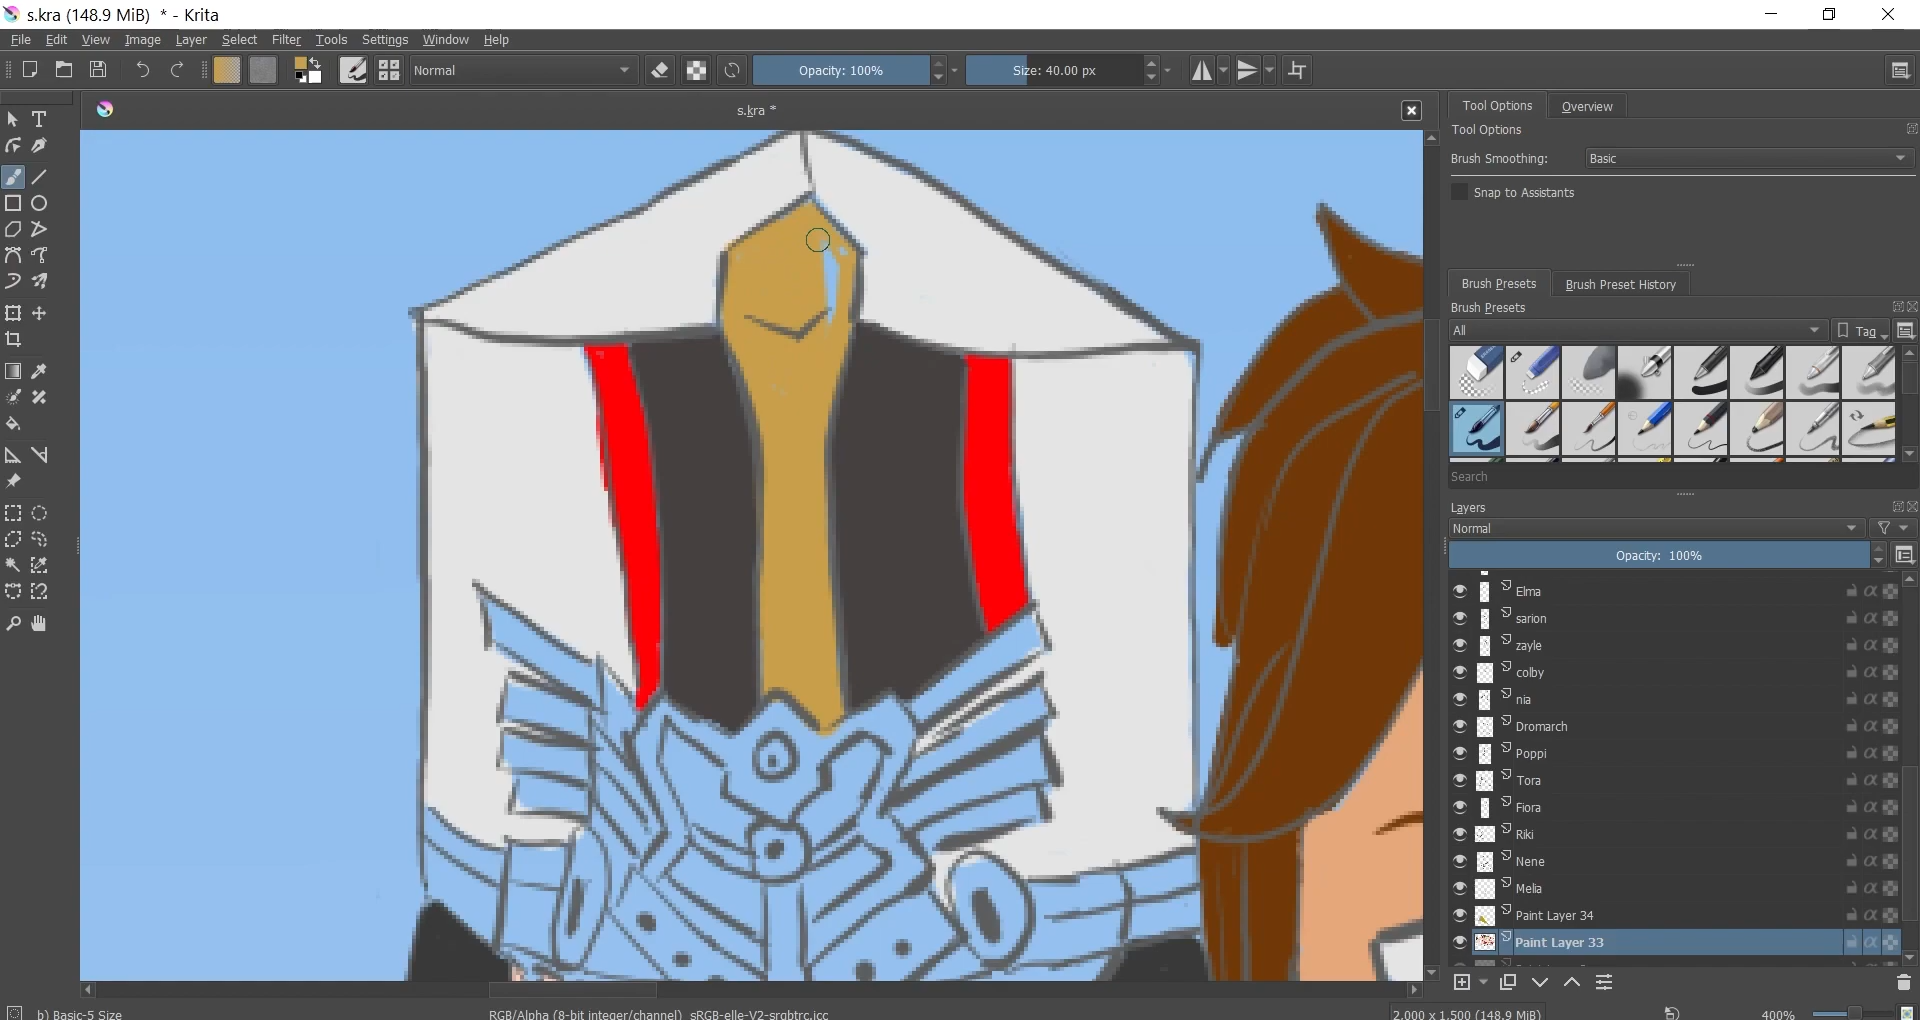 s.kra (148.9 MiB) * - Krita
File Edit View Image Layer Select Filter Tools Settings Window Help
Normal
Opacity: 100%
Size: 40.00 px
s.kra *
Tool Options
Overview
Tool Options
Brush Smoothing:
Basic
Snap to Assistants
Brush Presets
Brush Preset History
Brush Presets
All
Tag
Search
Layers
Normal
Opacity: 100%
Elma
sarion
zayle
colby
nia
Dromarch
Poppi
Tora
Fiora
Riki
Nene
Melia
Paint Layer 34
Paint Layer 33
b) Basic-5 Size
RGB/Alpha (8-bit integer/channel) sRGB-elle-V2-srgbtrc.icc
2,000 x 1,500 (148.9 MiB)
400%